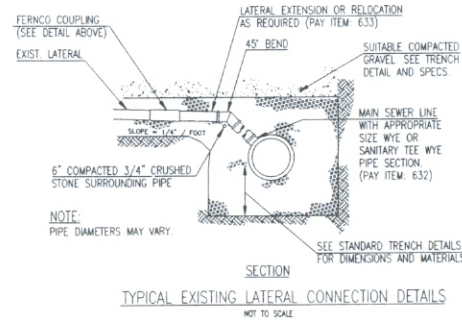 FERNCO COUPLING
(SEE DETAIL ABOVE)
EXIST. LATERAL
LATERAL EXTENSION OR RELOCATION
AS REQUIRED (PAY ITEM: 633)
45° BEND
SUITABLE COMPACTED
GRAVEL. SEE TRENCH
DETAIL AND SPECS.
SLOPE = 1/4" / FOOT
MAIN SEWER LINE
WITH APPROPRIATE
SIZE WYE OR
SANITARY TEE WYE
PIPE SECTION.
(PAY ITEM: 632)
6" COMPACTED 3/4" CRUSHED
STONE SURROUNDING PIPE
NOTE:
PIPE DIAMETERS MAY VARY.
SEE STANDARD TRENCH DETAILS
FOR DIMENSIONS AND MATERIALS
SECTION
TYPICAL EXISTING LATERAL CONNECTION DETAILS
NOT TO SCALE